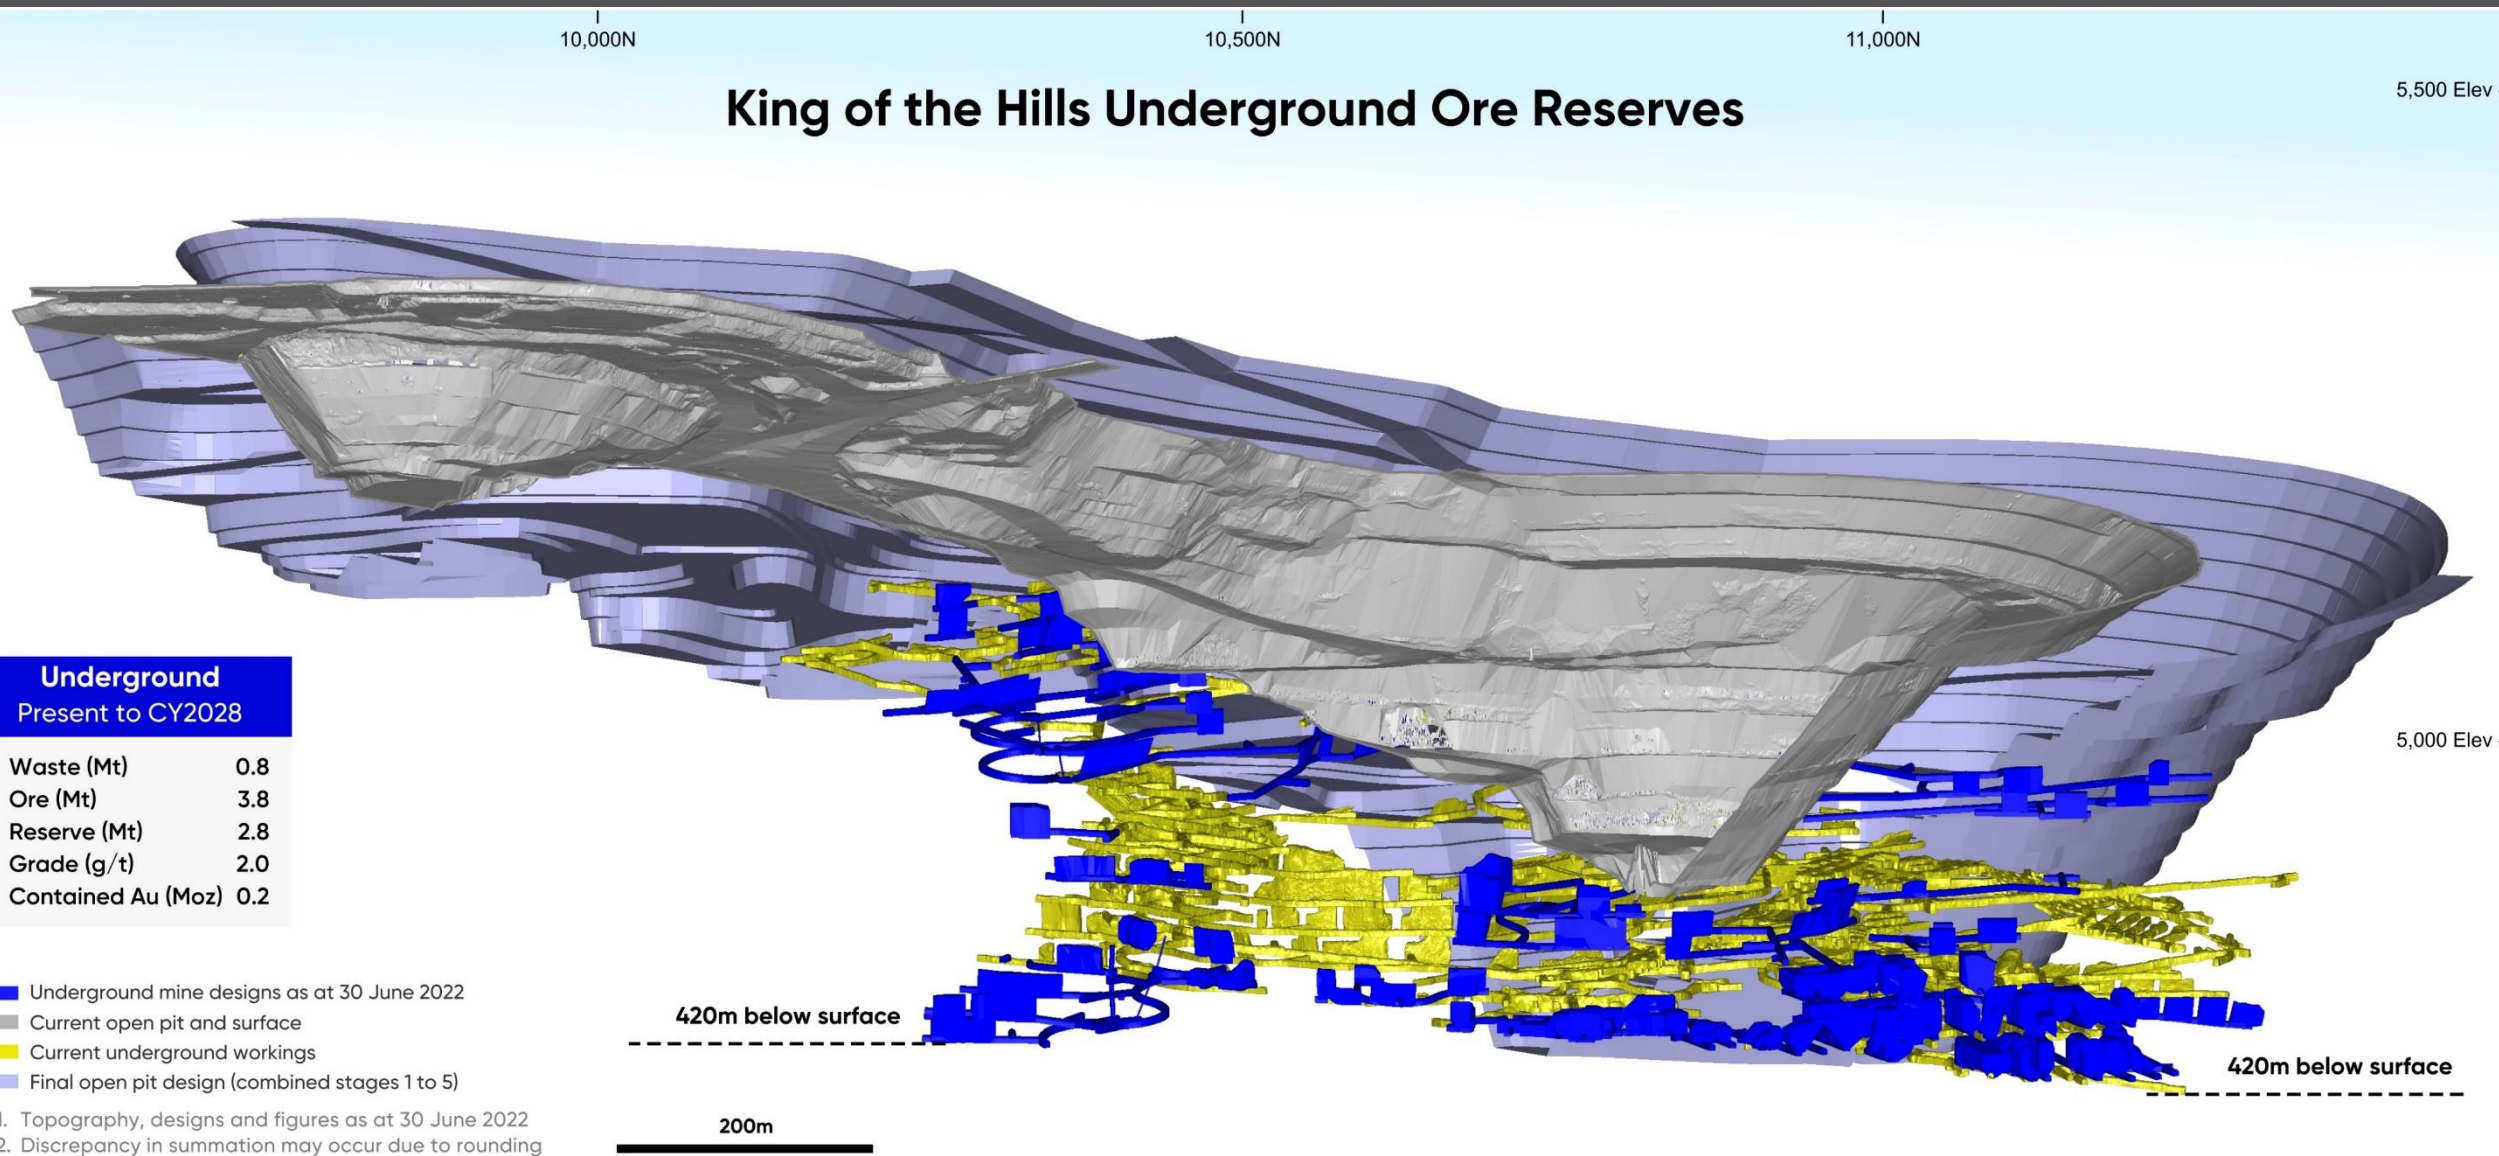 10,000N
10,500N
11,000N
5,500 Elev
King of the Hills Underground Ore Reserves
Underground
Present to CY2028
Waste (Mt) 0.8
Ore (Mt) 3.8
Reserve (Mt) 2.8
Grade (g/t) 2.0
Contained Au (Moz) 0.2
5,000 Elev
Underground mine designs as at 30 June 2022
Current open pit and surface
Current underground workings
Final open pit design (combined stages 1 to 5)
1. Topography, designs and figures as at 30 June 2022
2. Discrepancy in summation may occur due to rounding
420m below surface
420m below surface
200m